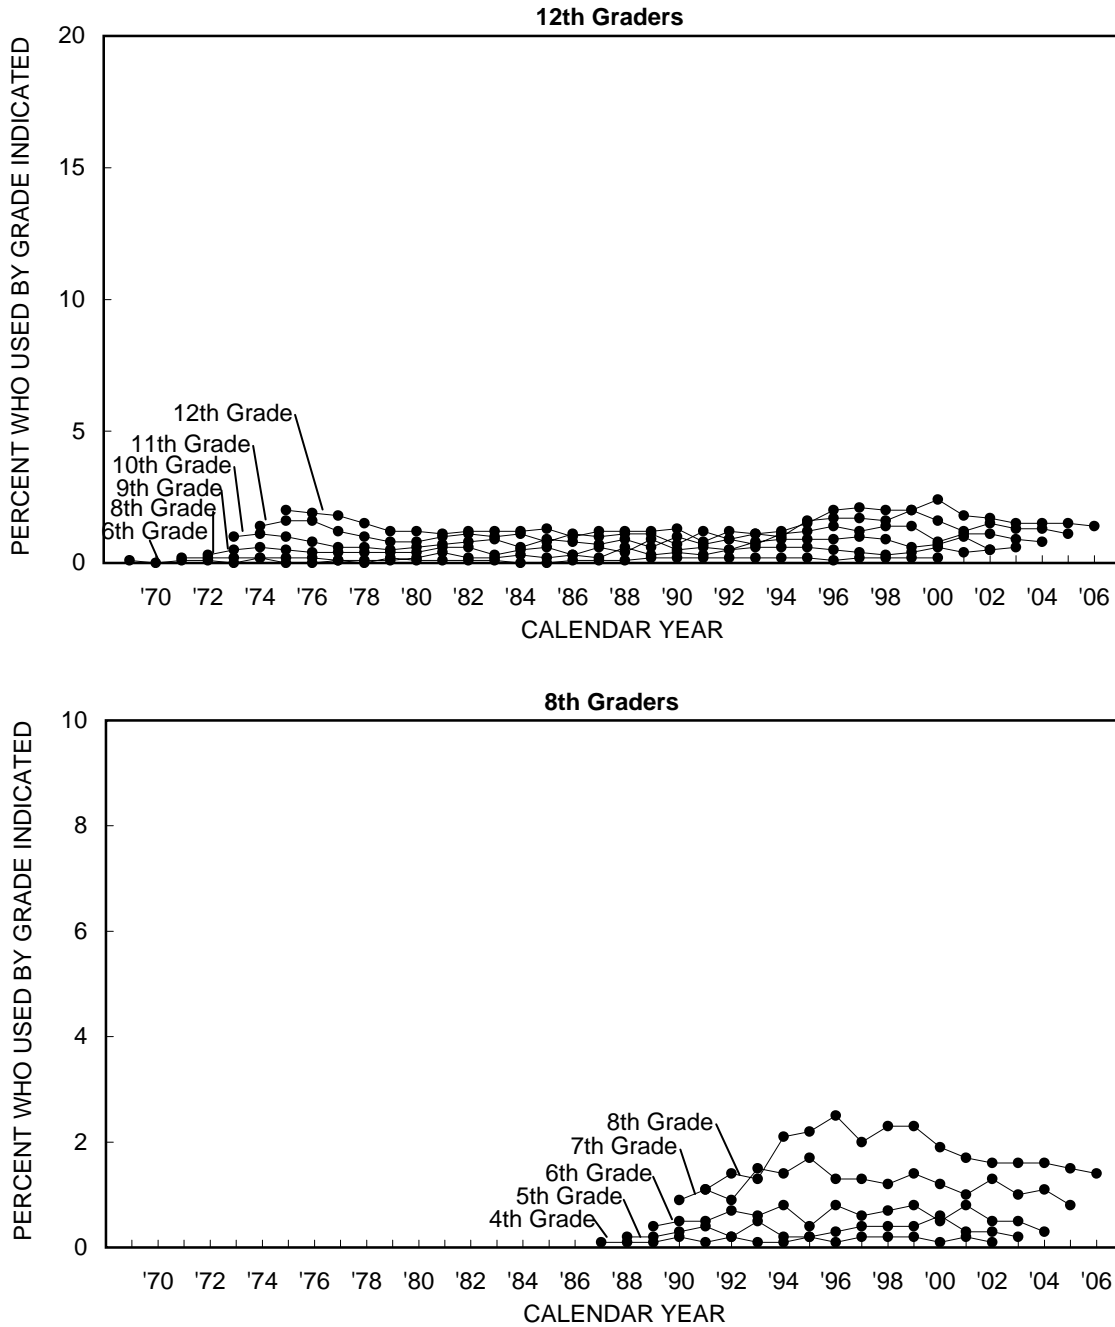 12th Graders
PERCENT WHO USED BY GRADE INDICATED
20
15
10
5
0
12th Grade
11th Grade
10th Grade
9th Grade
8th Grade
6th Grade
'70 '72 '74 '76 '78 '80 '82 '84 '86 '88 '90 '92 '94 '96 '98 '00 '02 '04 '06
CALENDAR YEAR
8th Graders
PERCENT WHO USED BY GRADE INDICATED
10
8
6
4
2
0
8th Grade
7th Grade
6th Grade
5th Grade
4th Grade
'70 '72 '74 '76 '78 '80 '82 '84 '86 '88 '90 '92 '94 '96 '98 '00 '02 '04 '06
CALENDAR YEAR